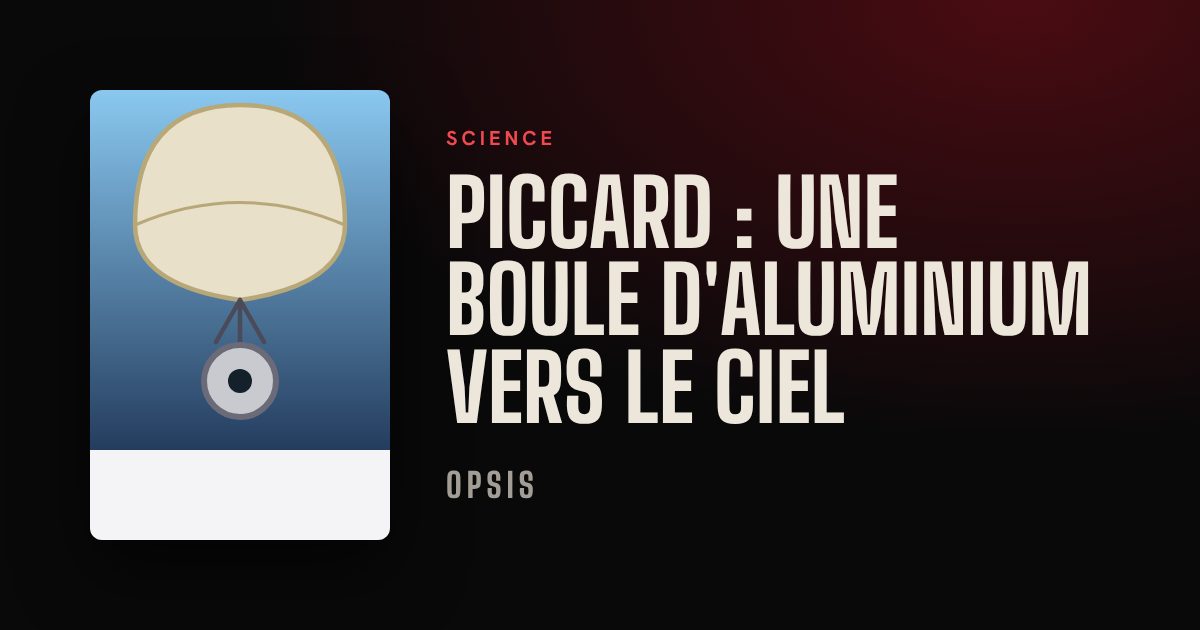 SCIENCE
PICCARD : UNE
BOULE D'ALUMINIUM
VERS LE CIEL
OPSIS